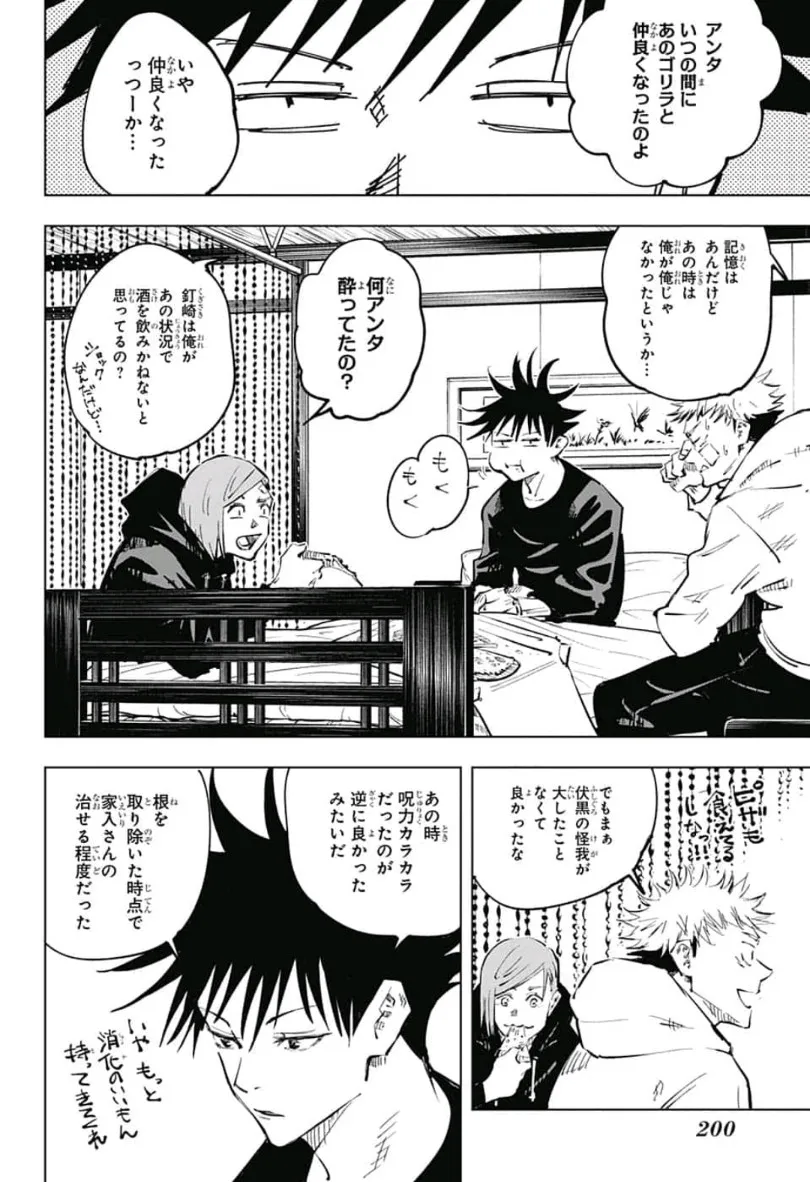 アンタ
いつの間に
あのゴリラと
仲良くなったのよ
いや
仲良くなった
っつーか…
記憶は
あんだけど
あの時は
俺が俺じゃ
なかったというか…
何アンタ
酔ってたの？
もく
もく
釘崎は俺が
あの状況で
酒を飲みかねないと
思ってるの？
ショック
なんだけど…
でもまぁ
伏黒の怪我が
大したこと
なくて
良かったな
ピザも
食えてる
しなっ!!
あの時
呪力カラカラ
だったのが
逆に良かった
みたいだ
根を
取り除いた時点で
家入さんの
治せる程度だった
いやもっと
消化のいいもん
持ってきてくれ
200